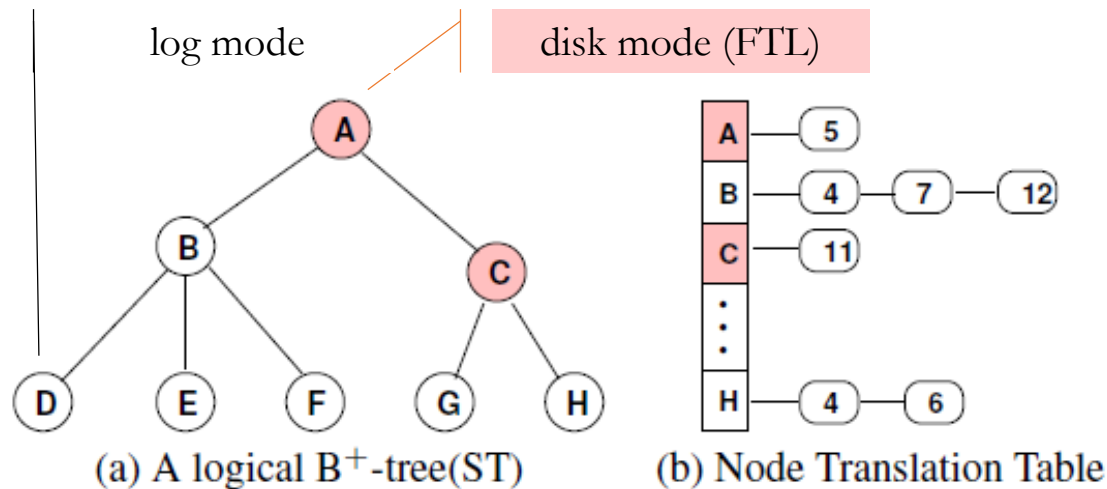 log mode
disk mode (FTL)
A
B
C
D
E
F
G
H
(a) A logical B+-tree(ST)
A 5
B 4 7 12
C 11
H 4 6
(b) Node Translation Table